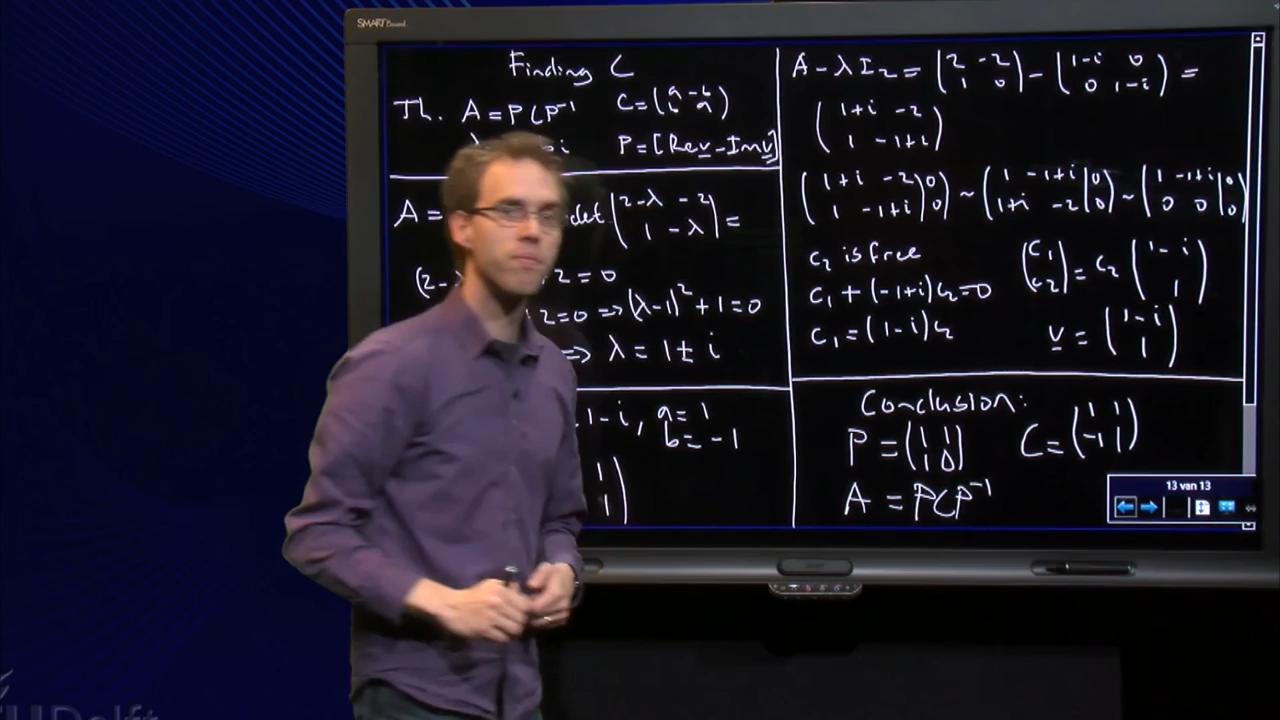 SMART Board
Finding C
Th. A = PCP⁻¹ C = (a -b
b a)
P = [Re v - Im v]
A = det (2-λ -2
1 -λ) =
2 = 0
2 = 0 ⇒ (λ-1)² + 1 = 0
⇒ λ = 1 ± i
1-i, a = 1
b = -1
1
1)
A - λI₂ = (2 -2
1 0) - (1-i 0
0 1-i) =
(1+i -2
1 -1+i)
(1+i -2 | 0
1 -1+i | 0) ~ (1 -1+i | 0
1+i -2 | 0) ~ (1 -1+i | 0
0 0 | 0)
c₂ is free
c₁ + (-1+i)c₂ = 0
c₁ = (1-i)c₂
(c₁
c₂) = c₂ (1-i
1)
v = (1-i
1)
Conclusion:
P = (1 1
1 0) C = (1 1
-1 1)
A = PCP⁻¹
13 van 13
TU Delft